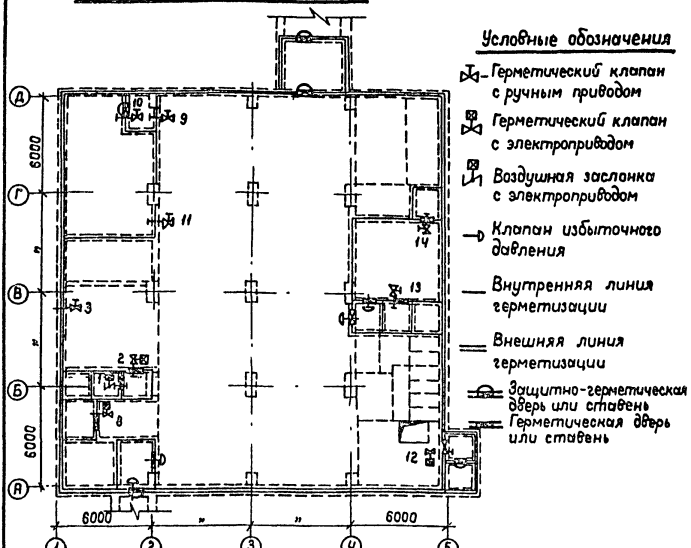 Условные обозначения
Герметический клапан
с ручным приводом
Герметический клапан
с электроприводом
Воздушная заслонка
с электроприводом
Клапан избыточного
давления
Внутренняя линия
герметизации
Внешняя линия
герметизации
Защитно-герметическая
дверь или ставень
Герметическая дверь
или ставень
Д
10
9
6000
Г
11
14
"
В
3
13
"
2
Б
8
6000
12
А
6000
"
"
6000
1
2
3
4
5